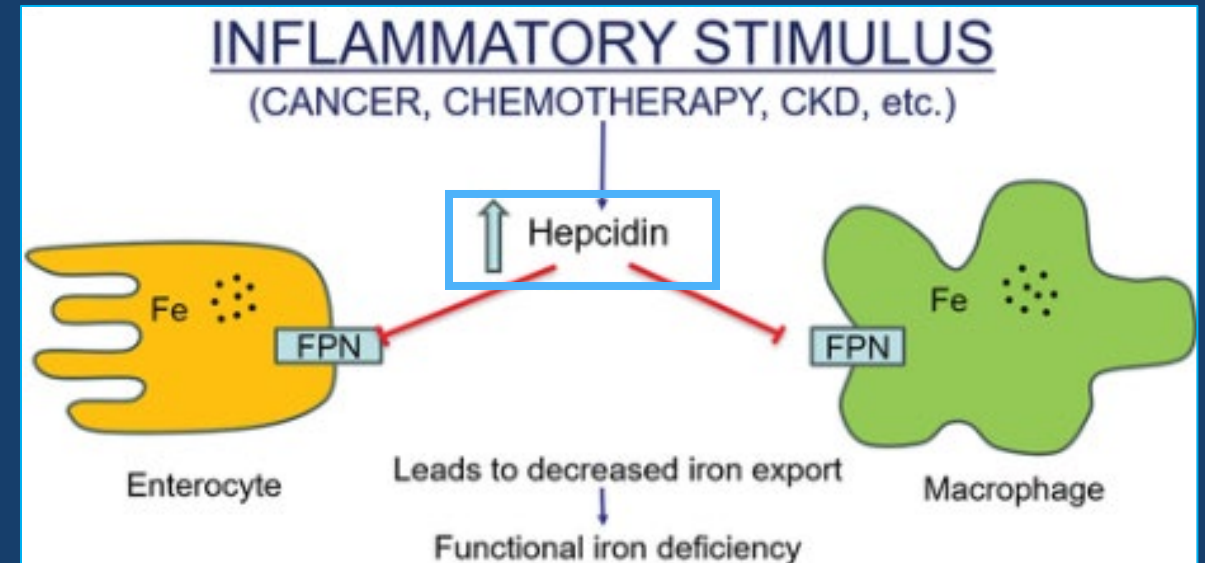 INFLAMMATORY STIMULUS
(CANCER, CHEMOTHERAPY, CKD, etc.)
Hepcidin
Fe
FPN
Enterocyte
Fe
FPN
Macrophage
Leads to decreased iron export
Functional iron deficiency